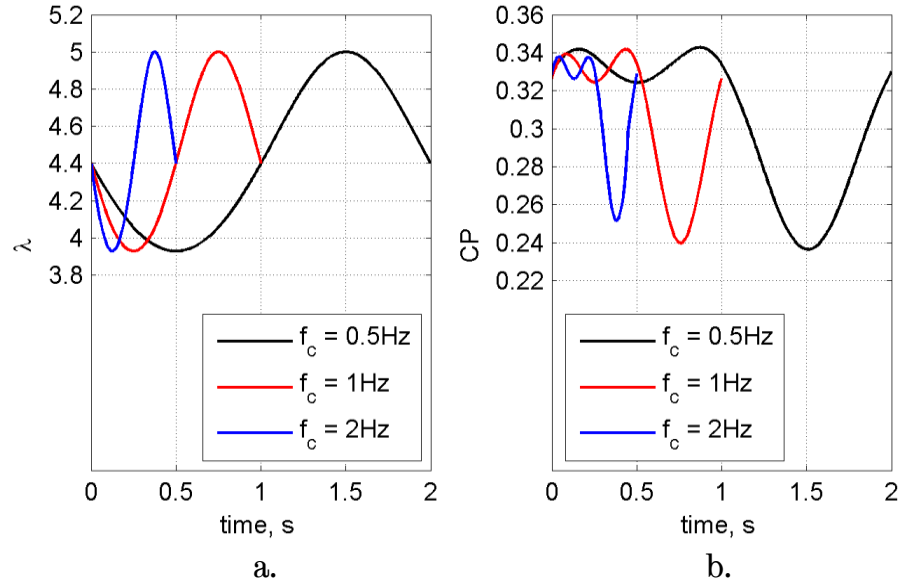 5.2
5
4.8
4.6
4.4
4.2
4
3.8
λ
f_c = 0.5Hz
f_c = 1Hz
f_c = 2Hz
0 0.5 1 1.5 2
time, s
a.
0.36
0.34
0.32
0.3
0.28
0.26
0.24
0.22
CP
f_c = 0.5Hz
f_c = 1Hz
f_c = 2Hz
0 0.5 1 1.5 2
time, s
b.